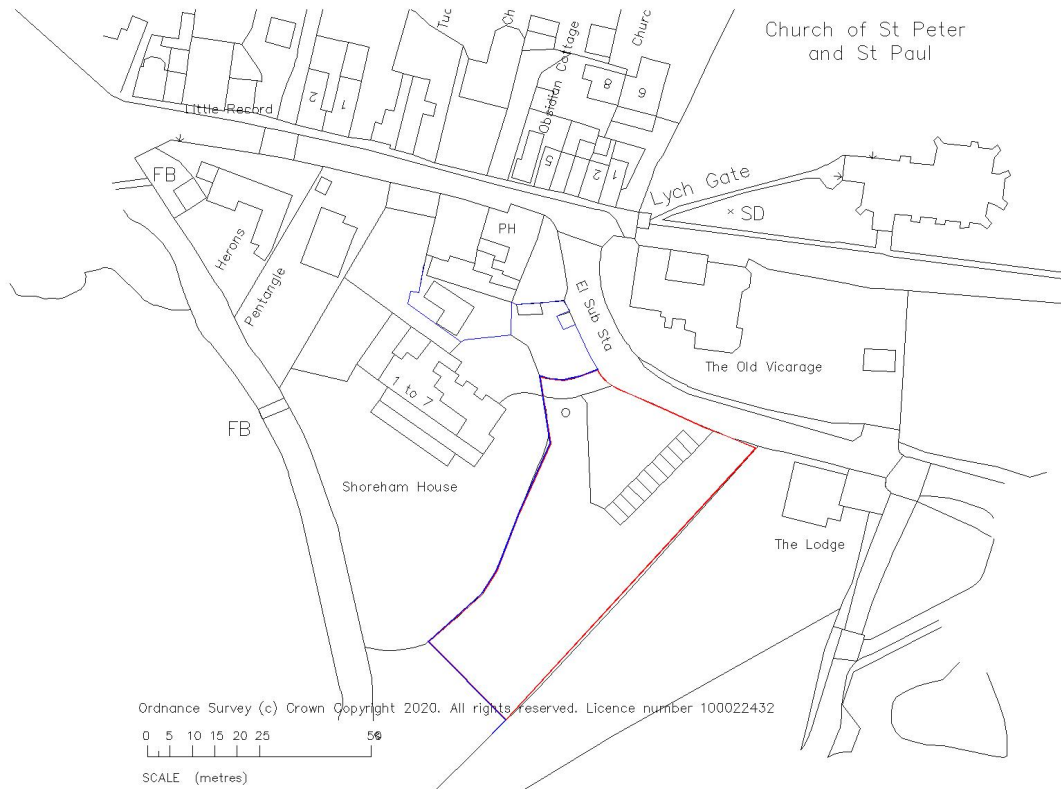 Church of St Peter
and St Paul
Obsidian Cottage
8
6
2
1
Little Record
5
2
1
Lych Gate
SD
FB
PH
Herons
Pentangle
El Sub Sta
The Old Vicarage
1 to 7
FB
Shoreham House
The Lodge
Ordnance Survey (c) Crown Copyright 2020. All rights reserved. Licence number 100022432
0 5 10 15 20 25 50
SCALE (metres)